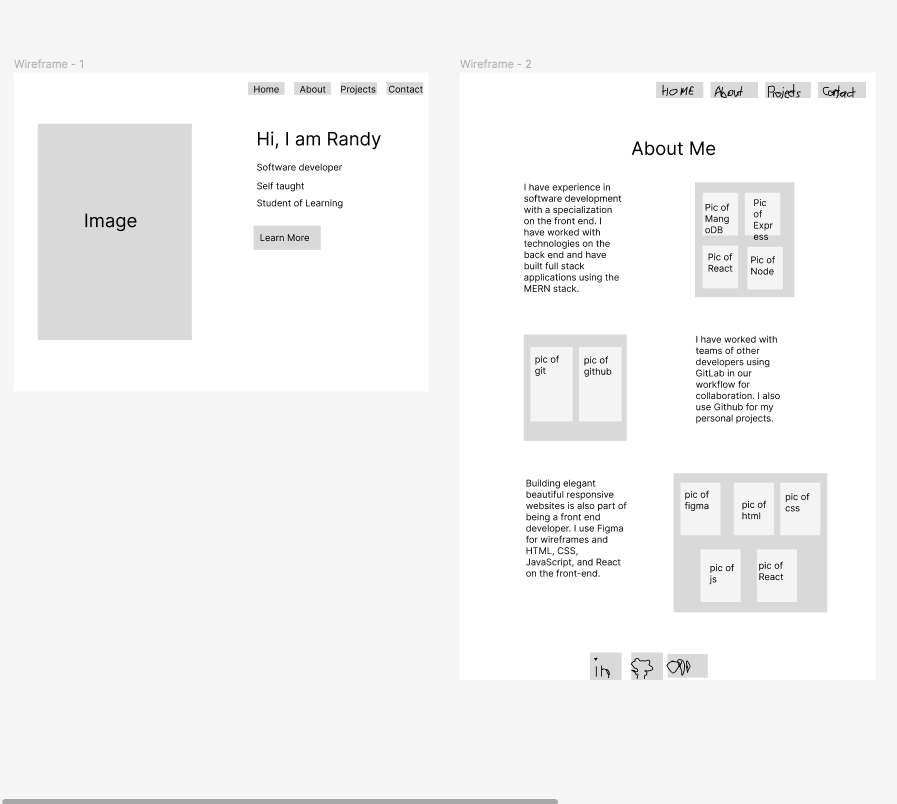 Wireframe - 1
Home About Projects Contact
Image
Hi, I am Randy
Software developer
Self taught
Student of Learning
Learn More
Wireframe - 2
HOME About Projects Contact
About Me
I have experience in
software development
with a specialization
on the front end. I
have worked with
technologies on the
back end and have
built full stack
applications using the
MERN stack.
Pic of
Mang
oDB
Pic
of
Expr
ess
Pic of
React
Pic of
Node
pic of
git
pic of
github
I have worked with
teams of other
developers using
GitLab in our
workflow for
collaboration. I also
use Github for my
personal projects.
Building elegant
beautiful responsive
websites is also part of
being a front end
developer. I use Figma
for wireframes and
HTML, CSS,
JavaScript, and React
on the front-end.
pic of
figma
pic of
html
pic of
css
pic of
js
pic of
React
in